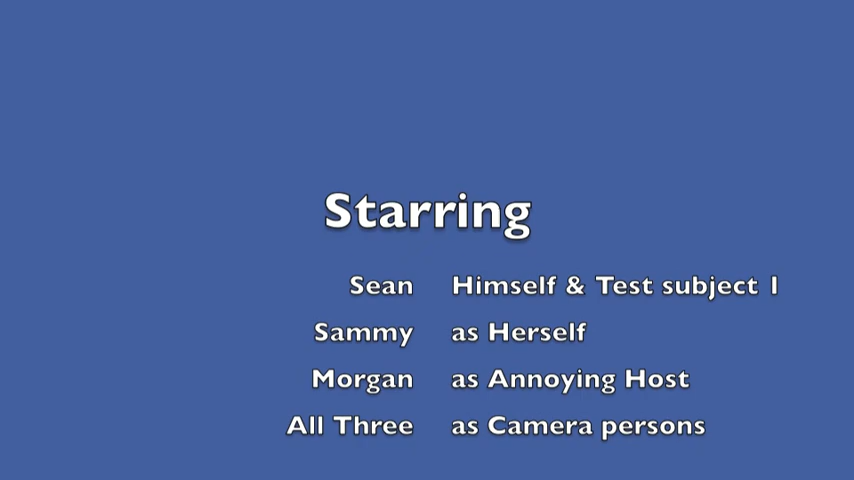 Starring
Sean Himself & Test subject 1
Sammy as Herself
Morgan as Annoying Host
All Three as Camera persons